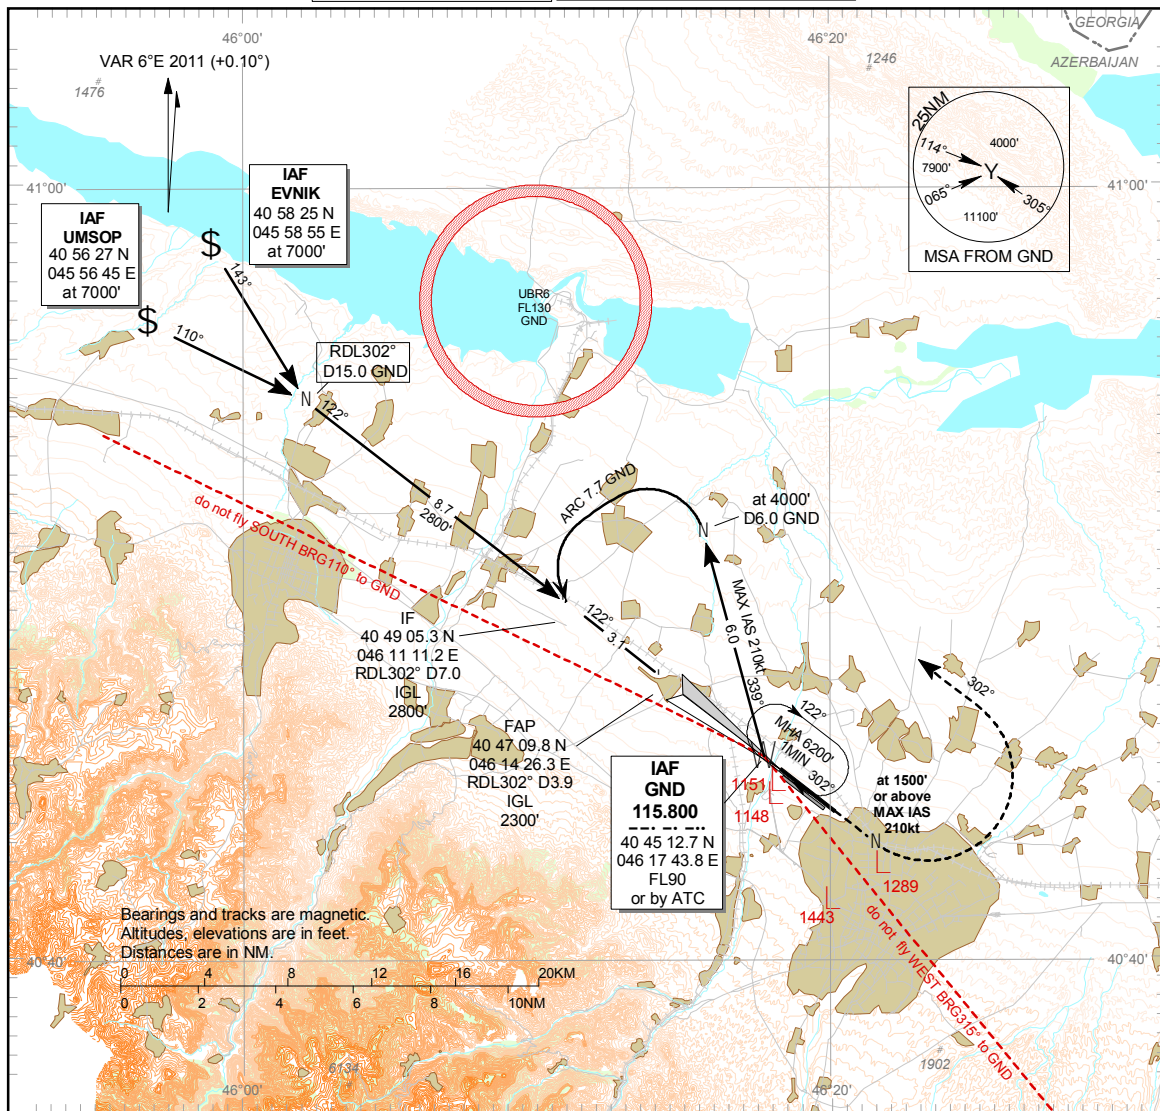 46°00'
46°20'
GEORGIA
AZERBAIJAN
VAR 6°E 2011 (+0.10°)
1476
1246
25NM
114°
4000'
7900'
Y
065°
305°
11100'
MSA FROM GND
41°00'
41°00'
IAF
EVNIK
40 58 25 N
045 58 55 E
at 7000'
IAF
UMSOP
40 56 27 N
045 56 45 E
at 7000'
$
143°
$
110°
UBR6
FL130
GND
RDL302°
D15.0 GND
N
122°
8.7
2800'
do not fly SOUTH BRG110° to GND
ARC 7.7 GND
at 4000'
D6.0 GND
N
MAX IAS 210kt 339°
6.0
122°
3.1
IF
40 49 05.3 N
046 11 11.2 E
RDL302° D7.0
IGL
2800'
FAP
40 47 09.8 N
046 14 26.3 E
RDL302° D3.9
IGL
2300'
122°
MHA 6200'
1MIN
302°
302°
IAF
GND
115.800
40 45 12.7 N
046 17 43.8 E
FL90
or by ATC
1151
1148
at 1500'
or above
MAX IAS
210kt
N
1289
1443
do not fly WEST BRG315° to GND
Bearings and tracks are magnetic.
Altitudes, elevations are in feet.
Distances are in NM.
0 4 8 12 16 20KM
0 2 4 6 8 10NM
40°40'
40°40'
6134
1902
46°00'
46°20'